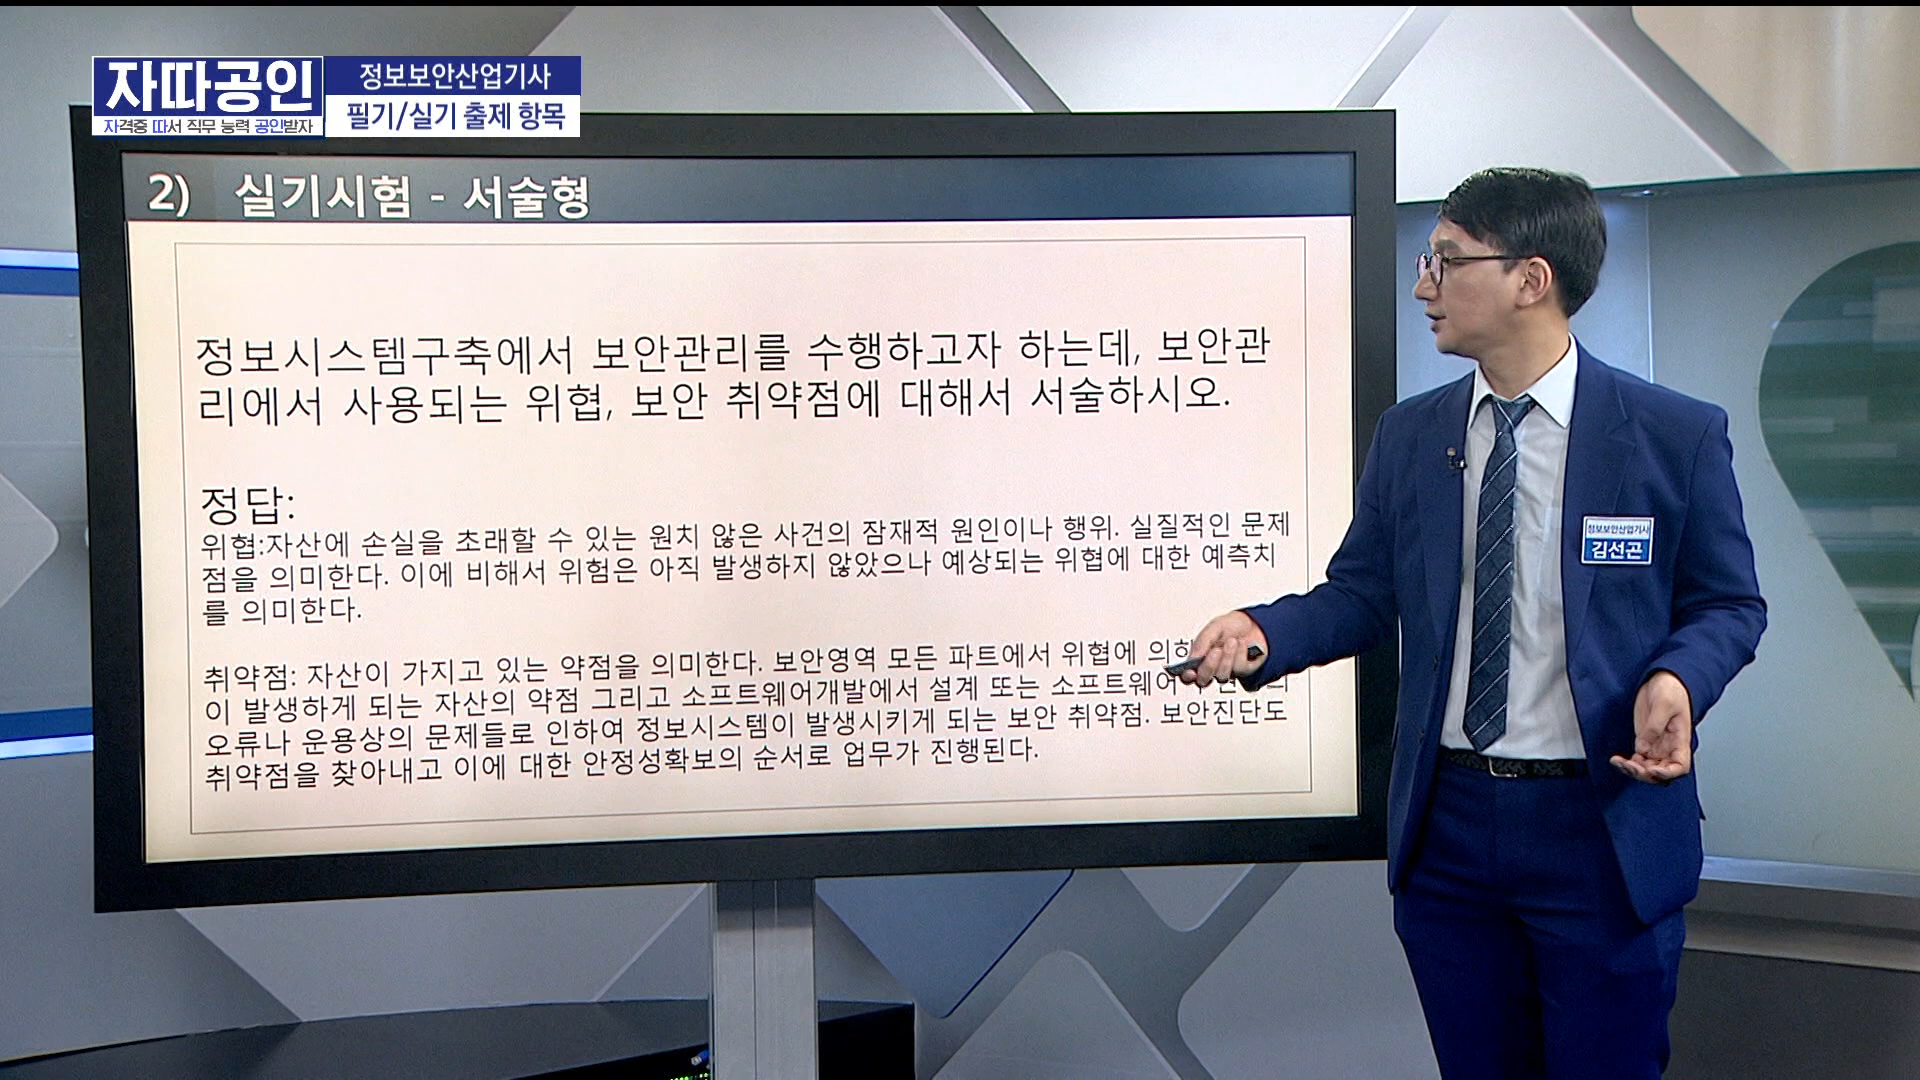 자따공인
자격증 따서 직무 능력 공인받자
정보보안산업기사
필기/실기 출제 항목
2) 실기시험 - 서술형
정보시스템구축에서 보안관리를 수행하고자 하는데, 보안관
리에서 사용되는 위협, 보안 취약점에 대해서 서술하시오.
정답:
위협:자산에 손실을 초래할 수 있는 원치 않은 사건의 잠재적 원인이나 행위. 실질적인 문제
점을 의미한다. 이에 비해서 위험은 아직 발생하지 않았으나 예상되는 위협에 대한 예측치
를 의미한다.
취약점: 자산이 가지고 있는 약점을 의미한다. 보안영역 모든 파트에서 위협에
이 발생하게 되는 자산의 약점 그리고 소프트웨어개발에서 설계 또는 소프트웨어
오류나 운용상의 문제들로 인하여 정보시스템이 발생시키게 되는 보안 취약점. 보안진단도
취약점을 찾아내고 이에 대한 안정성확보의 순서로 업무가 진행된다.
정보보안산업기사
김선곤